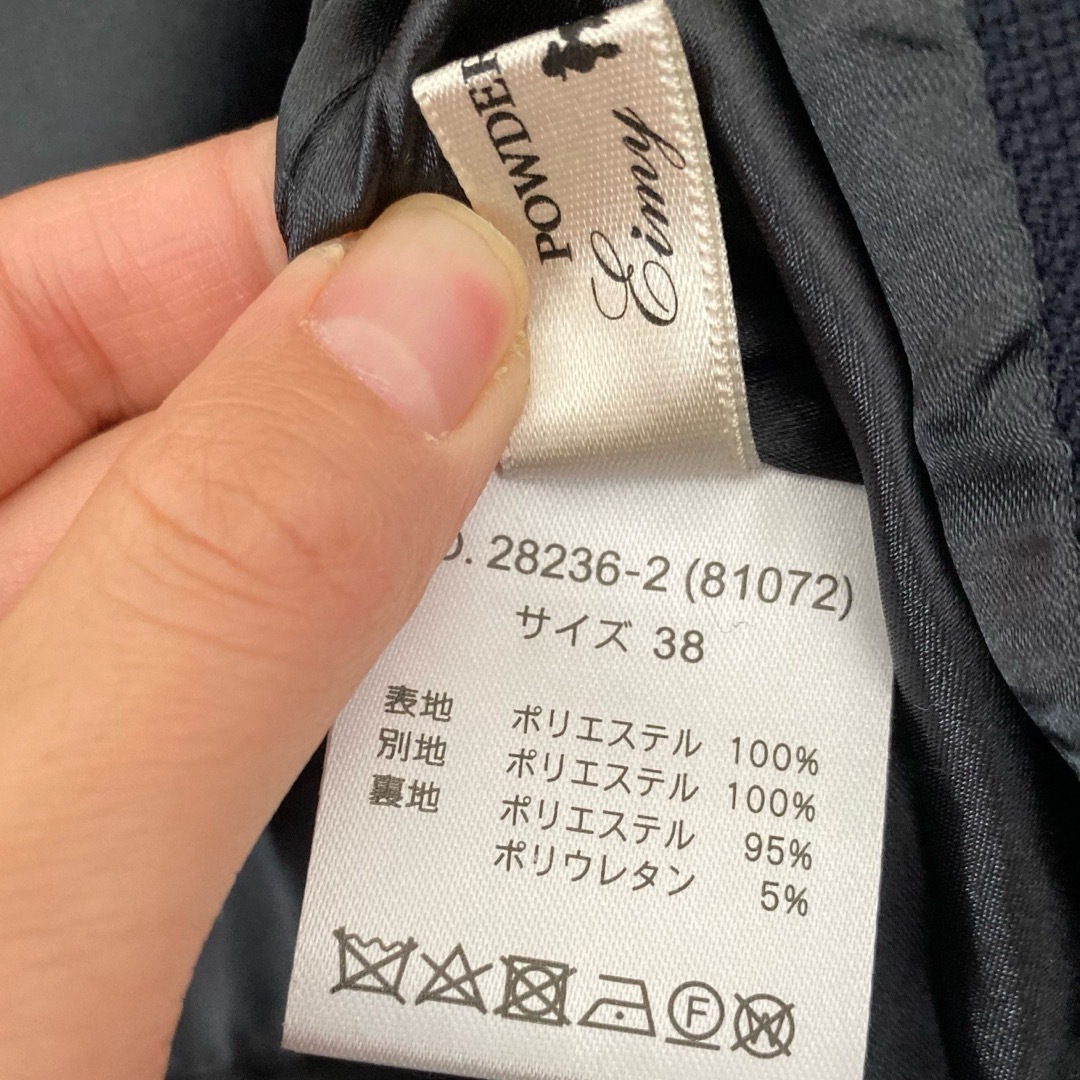 POWDER
Eimy
28236-2 (81072)
サイズ 38
表地 ポリエステル 100%
別地 ポリエステル 100%
裏地 ポリエステル 95%
ポリウレタン 5%
F W